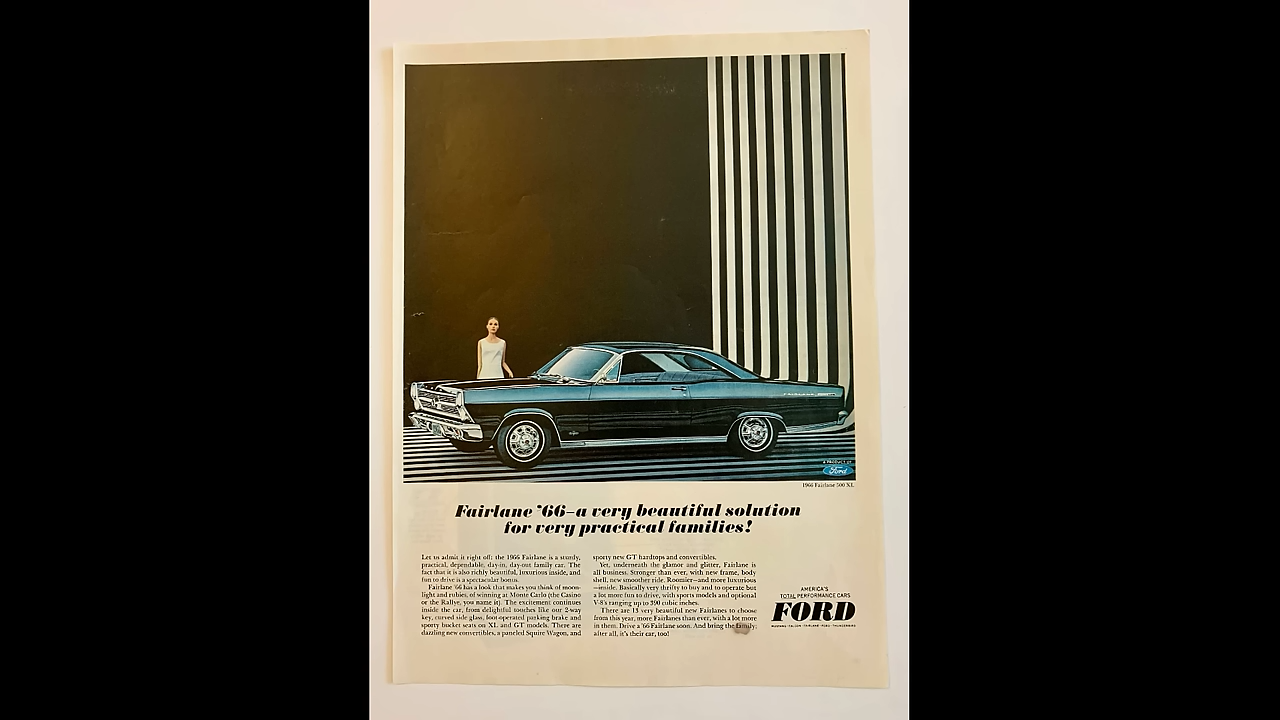 FAIRLANE
A PRODUCT OF
Ford
1966 Fairlane 500 XL
Fairlane '66—a very beautiful solution
for very practical families!
Let us admit it right off: the 1966 Fairlane is a sturdy,
practical, dependable, day-in, day-out family car. The
fact that it is also richly beautiful, luxurious inside, and
fun to drive is a spectacular bonus.
Fairlane '66 has a look that makes you think of moon-
light and rubies, of winning at Monte Carlo (the Casino
or the Rallye, you name it). The excitement continues
inside the car, from delightful touches like our 2-way
key, curved side glass, foot-operated parking brake and
sporty bucket seats on XL and GT models. There are
dazzling new convertibles, a paneled Squire Wagon, and
sporty new GT hardtops and convertibles.
Yet, underneath the glamor and glitter, Fairlane is
all business. Stronger than ever, with new frame, body
shell, new smoother ride. Roomier—and more luxurious
—inside. Basically very thrifty to buy and to operate but
a lot more fun to drive, with sports models and optional
V-8's ranging up to 390 cubic inches.
There are 13 very beautiful new Fairlanes to choose
from this year, more Fairlanes than ever, with a lot more
in them. Drive a '66 Fairlane soon. And bring the family;
after all, it's their car, too!
AMERICA'S
TOTAL PERFORMANCE CARS
FORD
MUSTANG · FALCON · FAIRLANE · FORD · THUNDERBIRD